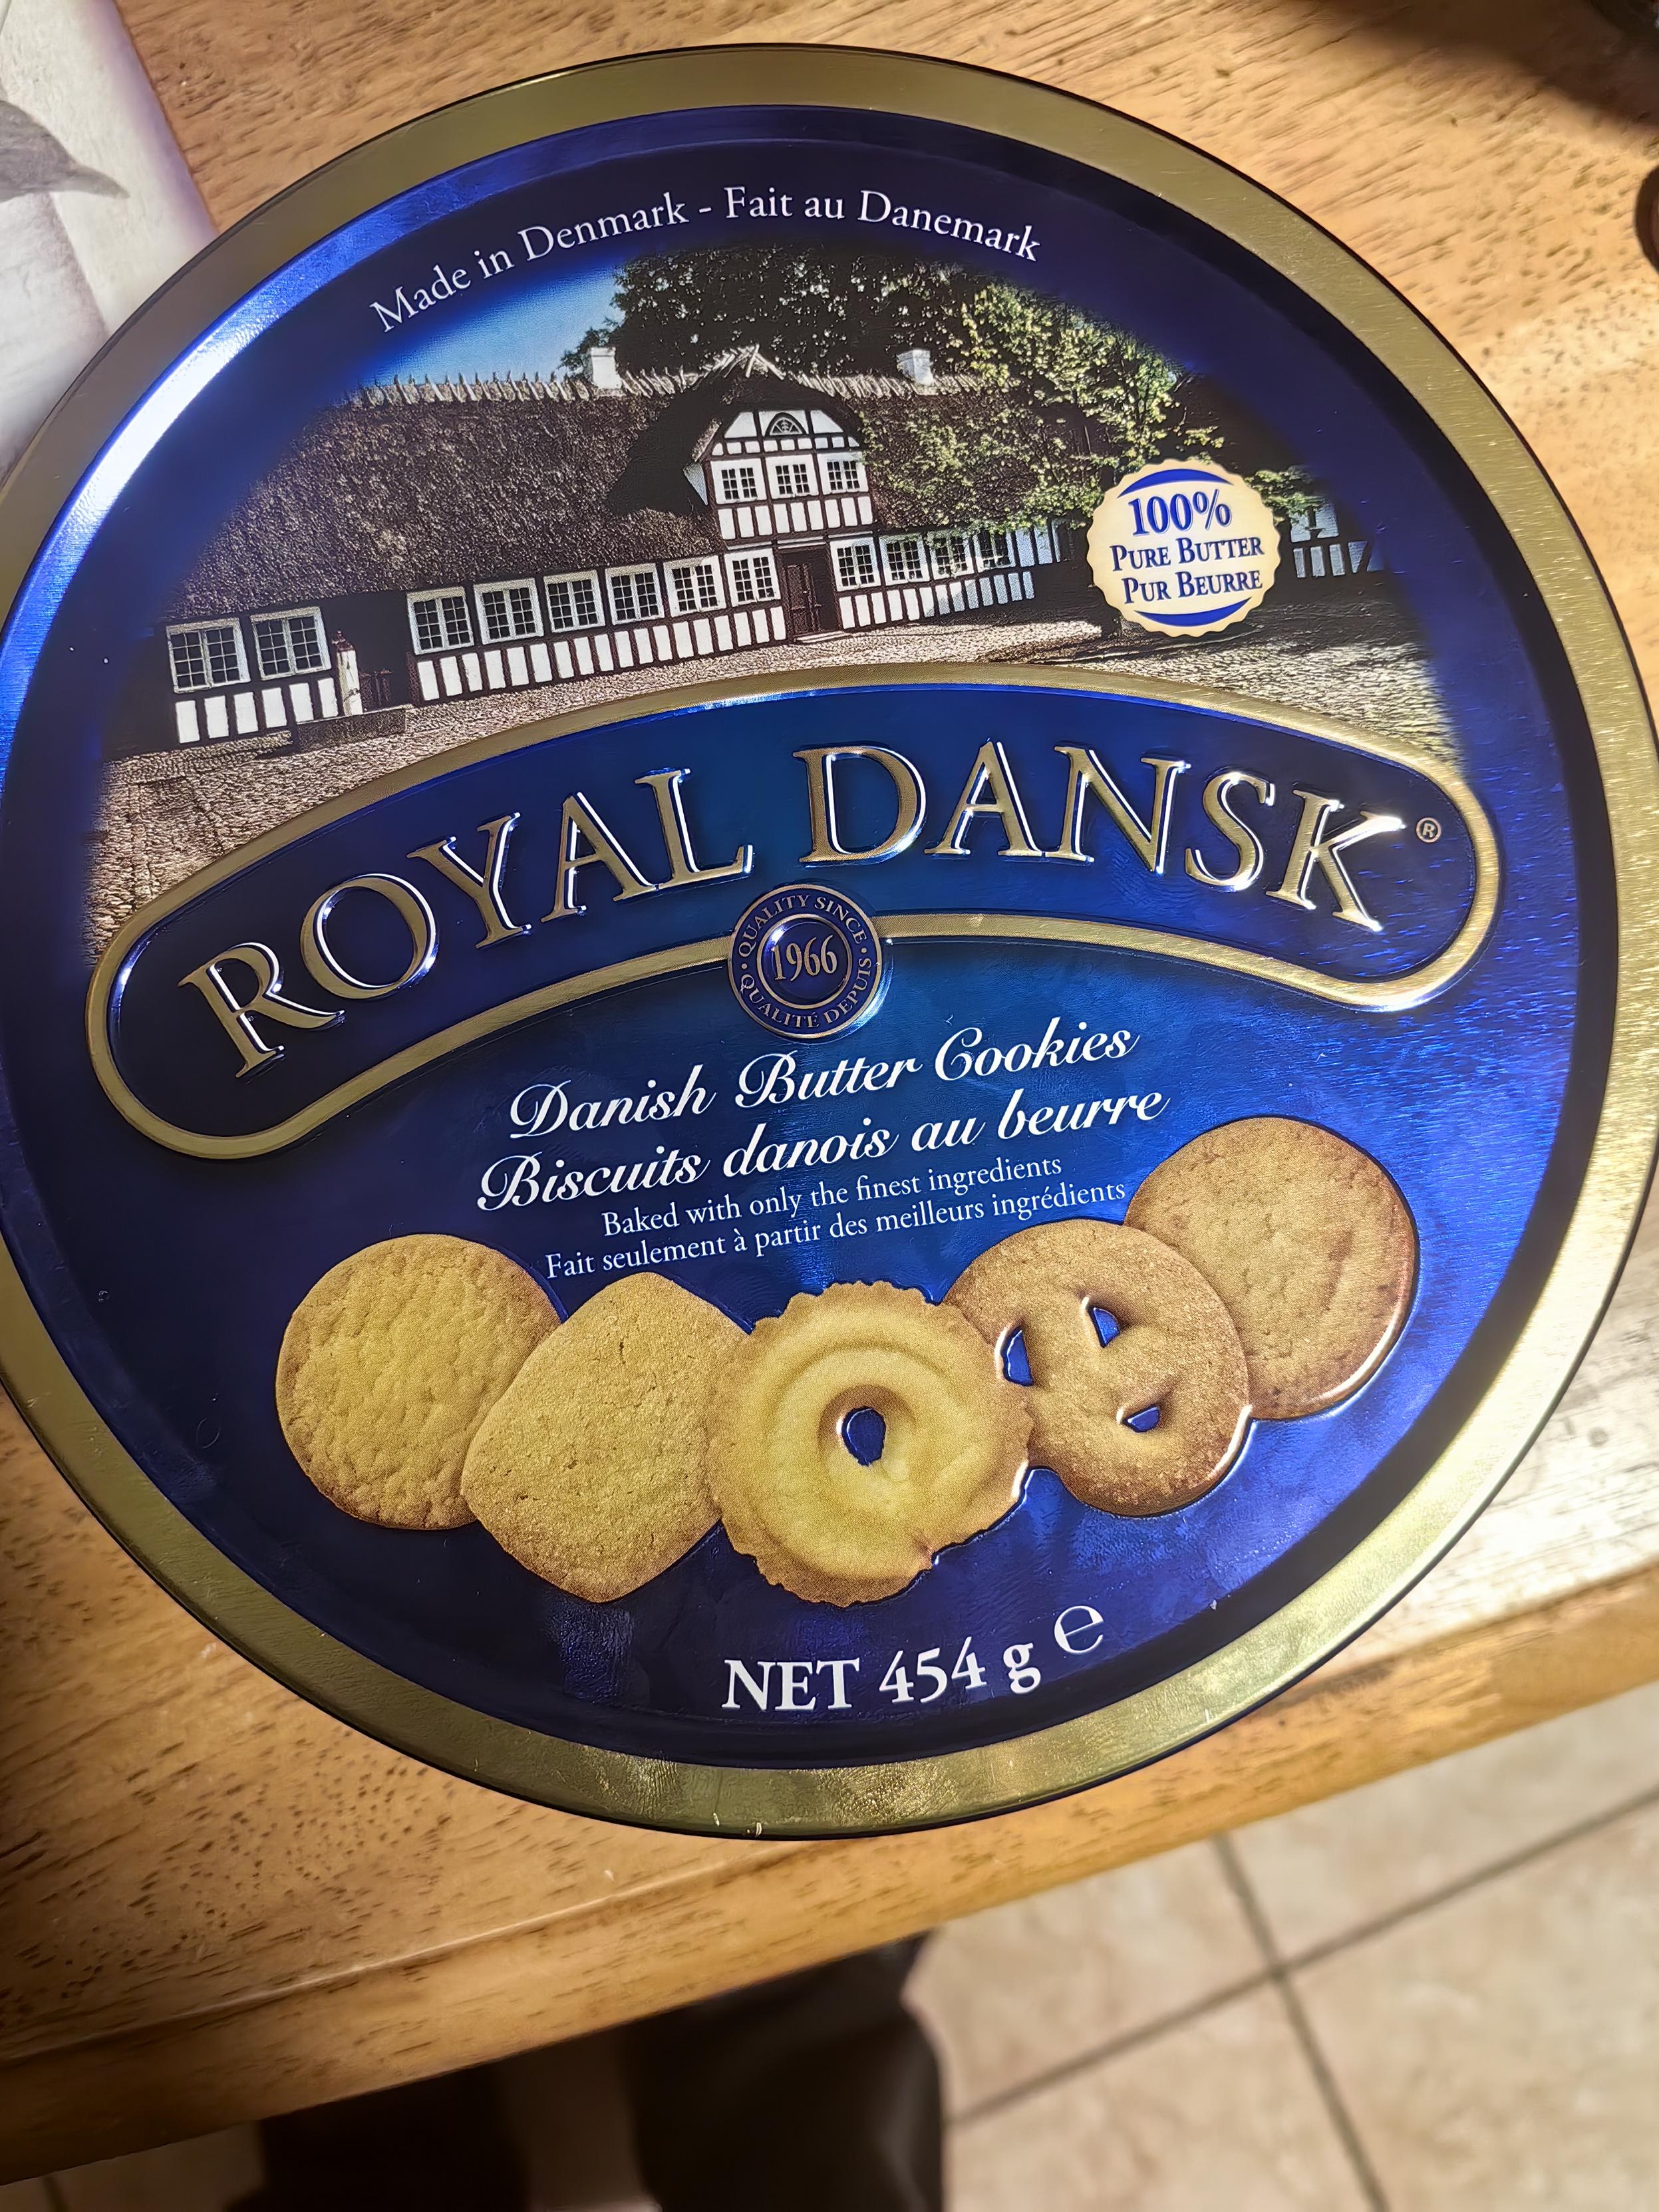 Made in Denmark - Fait au Danemark
100%
PURE BUTTER
PUR BEURRE
ROYAL DANSK®
QUALITY SINCE
1966
QUALITÉ DEPUIS
Danish Butter Cookies
Biscuits danois au beurre
Baked with only the finest ingredients
Fait seulement à partir des meilleurs ingrédients
NET 454 g ℮